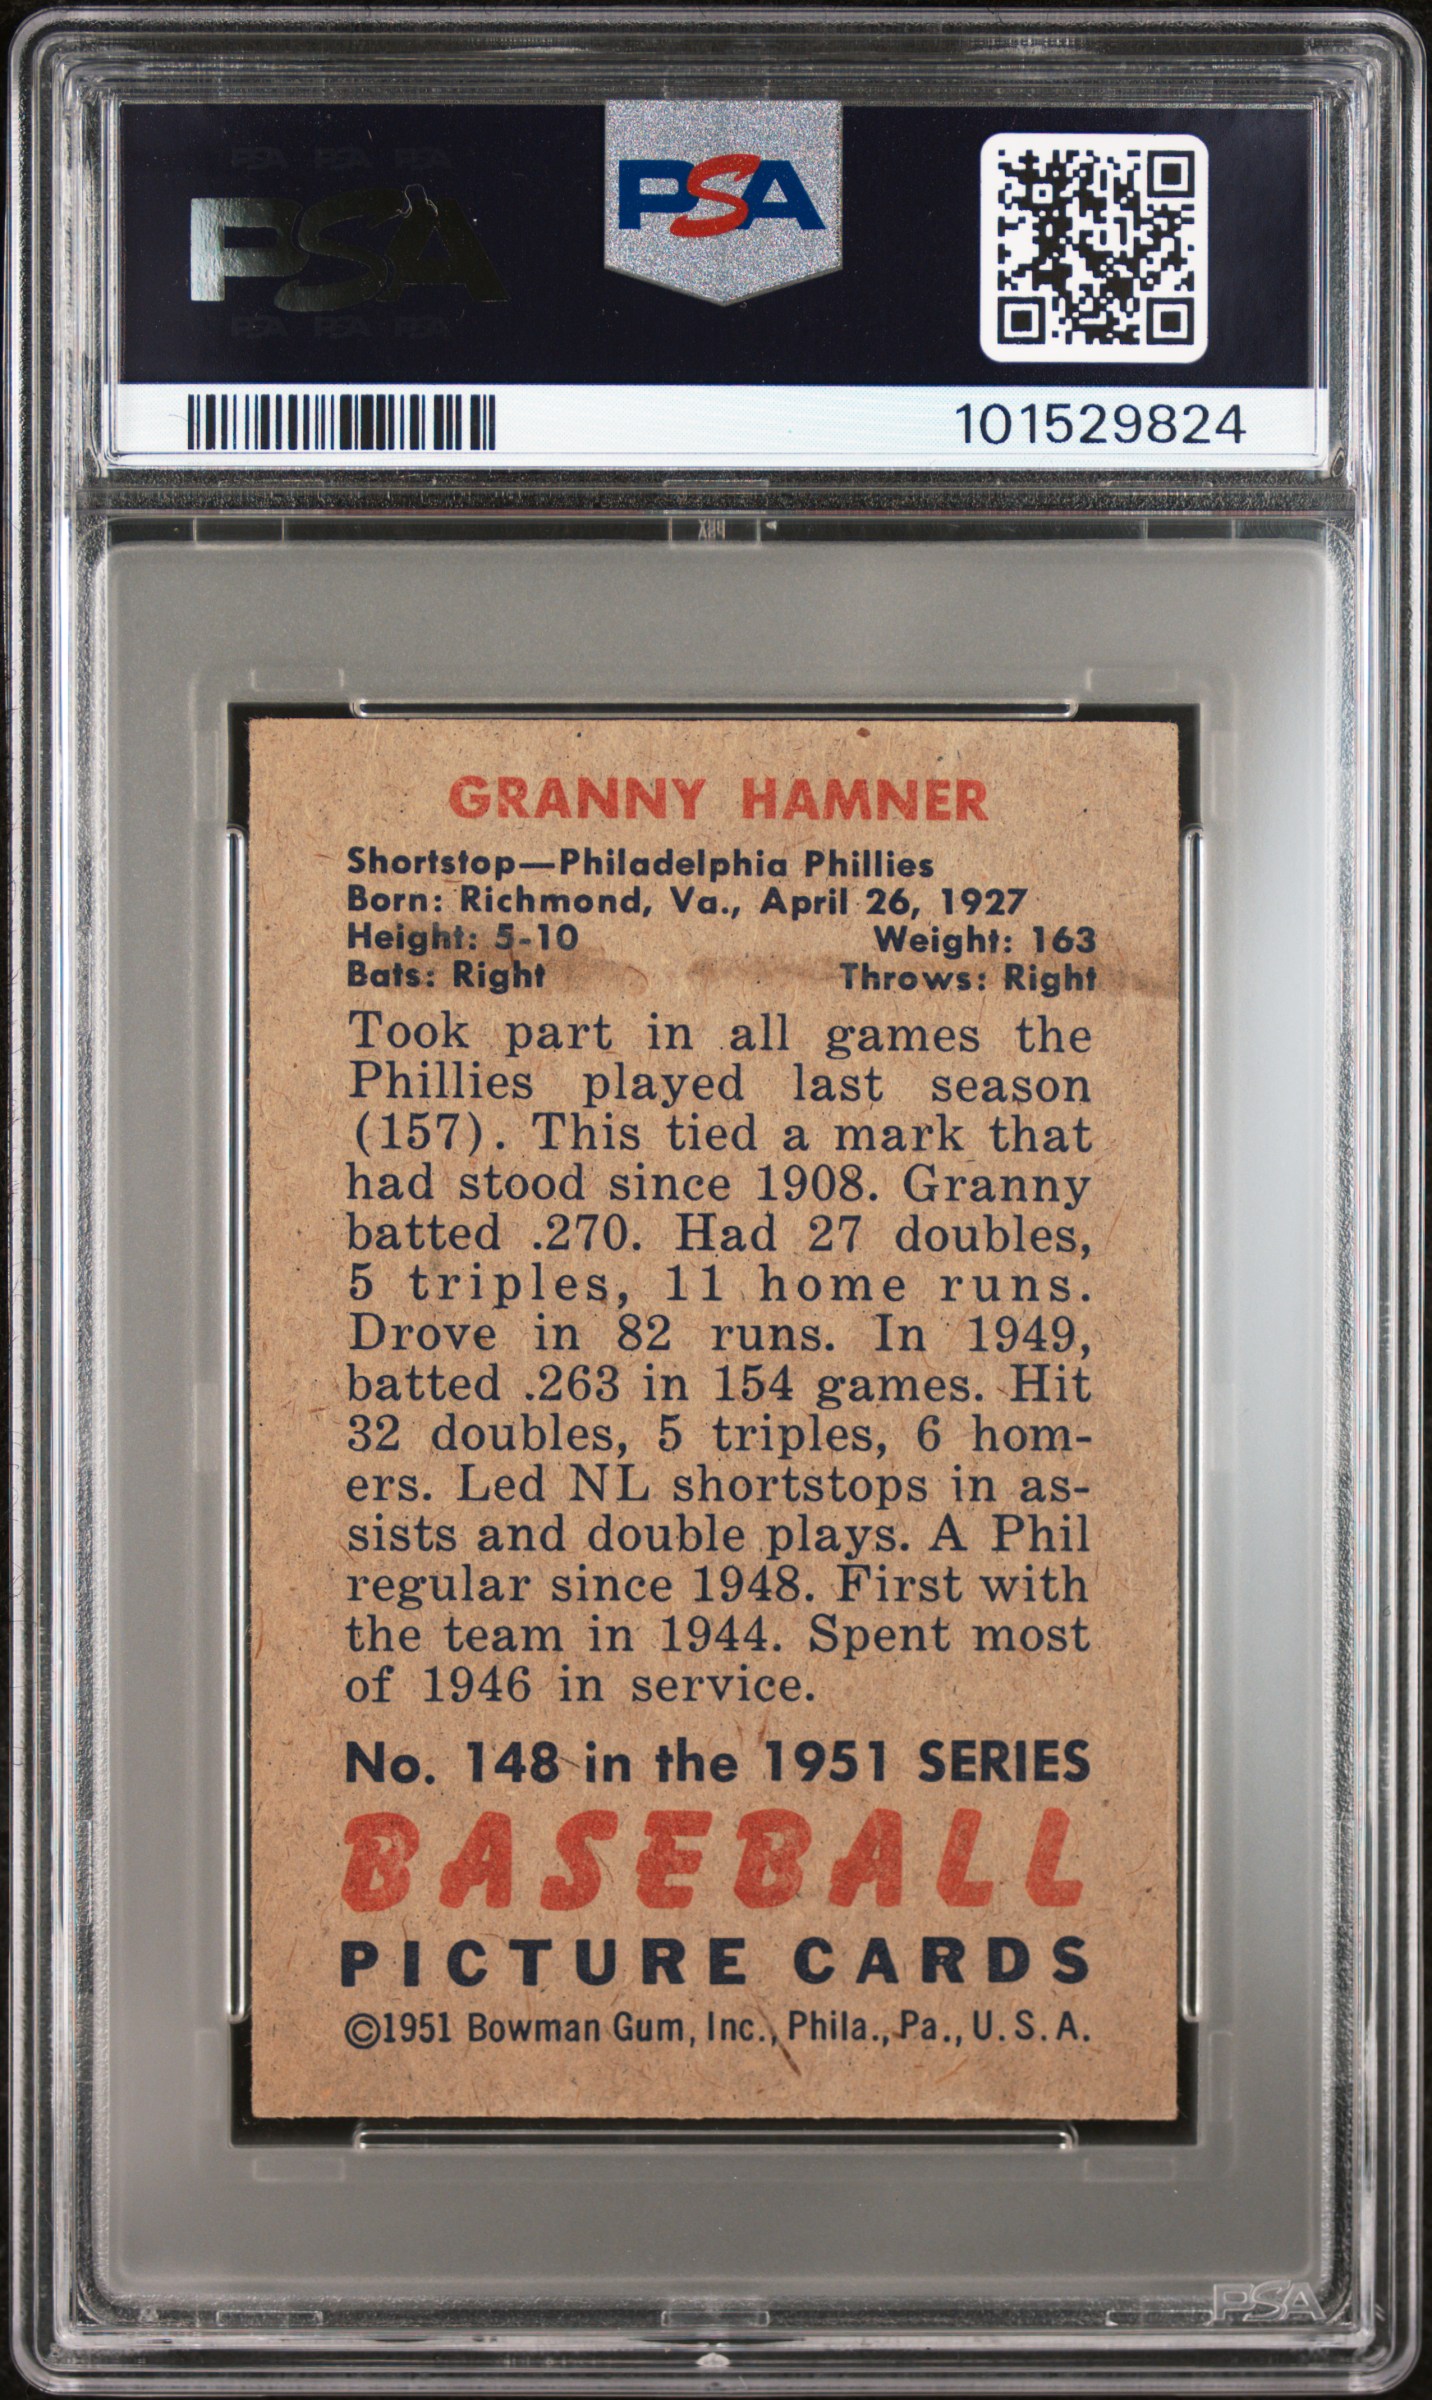 PSA
PSA
101529824
GRANNY HAMNER
Shortstop—Philadelphia Phillies
Born: Richmond, Va., April 26, 1927
Height: 5-10 Weight: 163
Bats: Right Throws: Right
Took part in all games the
Phillies played last season
(157). This tied a mark that
had stood since 1908. Granny
batted .270. Had 27 doubles,
5 triples, 11 home runs.
Drove in 82 runs. In 1949,
batted .263 in 154 games. Hit
32 doubles, 5 triples, 6 hom-
ers. Led NL shortstops in as-
sists and double plays. A Phil
regular since 1948. First with
the team in 1944. Spent most
of 1946 in service.
No. 148 in the 1951 SERIES
BASEBALL
PICTURE CARDS
©1951 Bowman Gum, Inc., Phila., Pa., U. S. A.
PSA